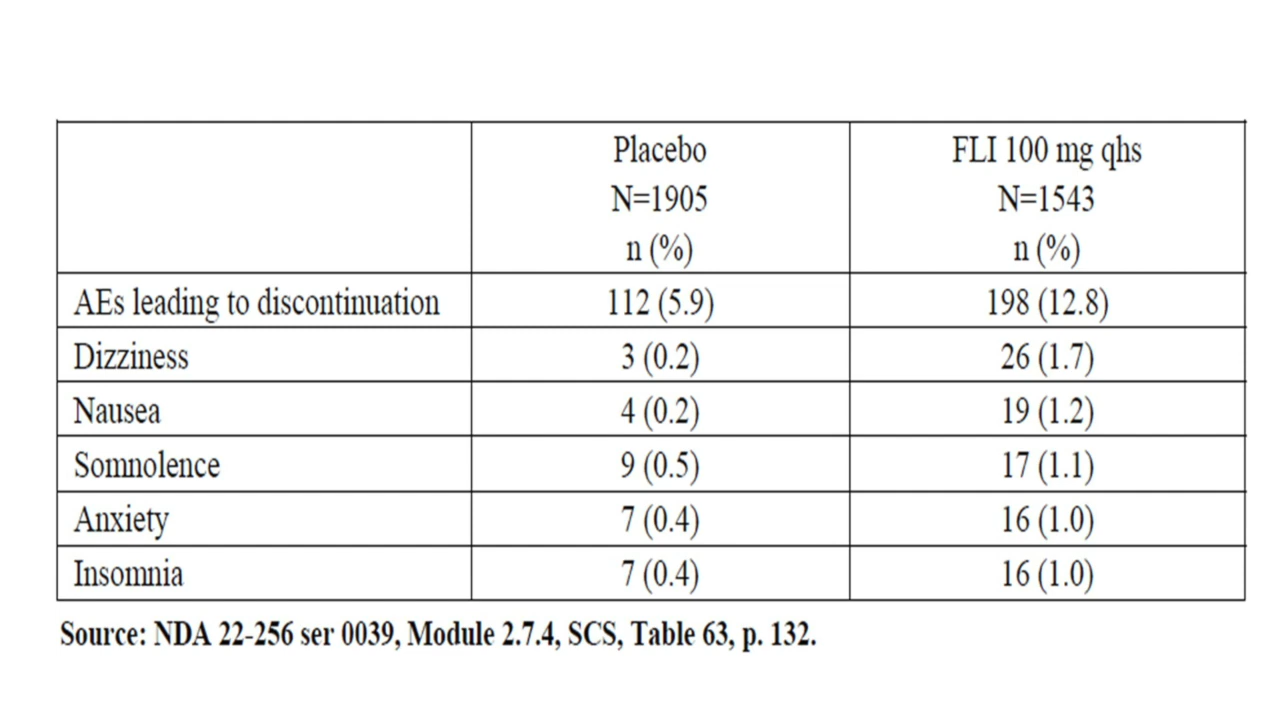 Placebo
N=1905
n (%)
FLI 100 mg qhs
N=1543
n (%)
AEs leading to discontinuation 112 (5.9) 198 (12.8)
Dizziness 3 (0.2) 26 (1.7)
Nausea 4 (0.2) 19 (1.2)
Somnolence 9 (0.5) 17 (1.1)
Anxiety 7 (0.4) 16 (1.0)
Insomnia 7 (0.4) 16 (1.0)
Source: NDA 22-256 ser 0039, Module 2.7.4, SCS, Table 63, p. 132.